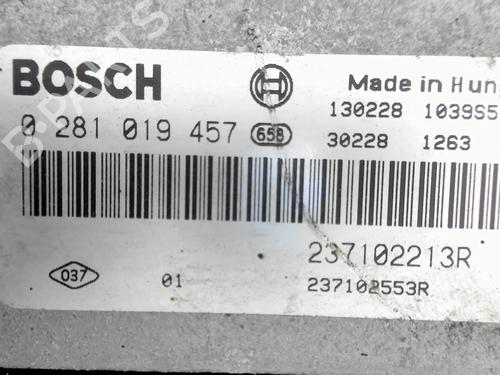 BOSCH
Made in Hun
130228 1039S5
0 281 019 457 658
30228 1263
237102213R
037 01
237102553R